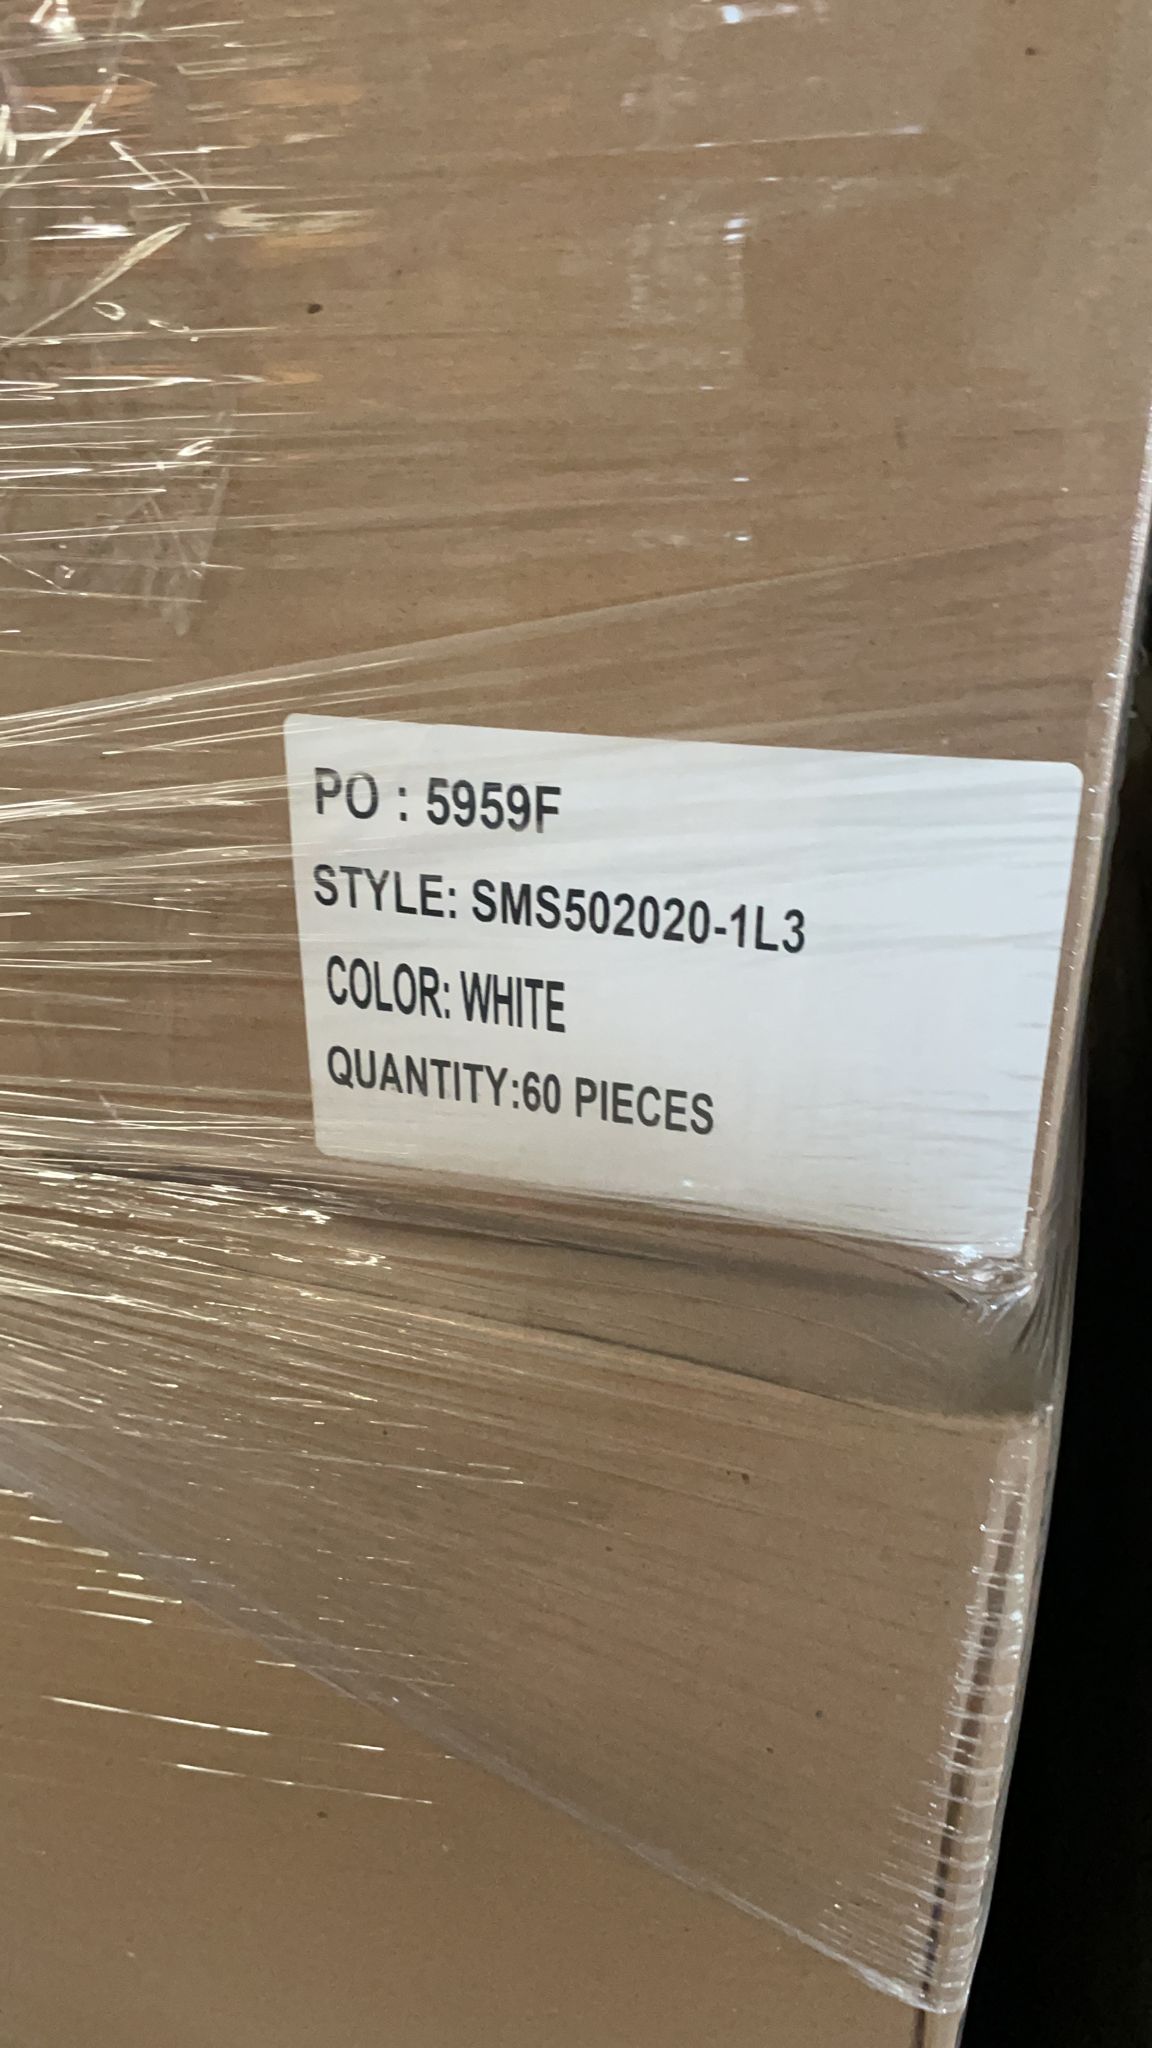 PO : 5959F
STYLE: SMS502020-1L3
COLOR: WHITE
QUANTITY:60 PIECES